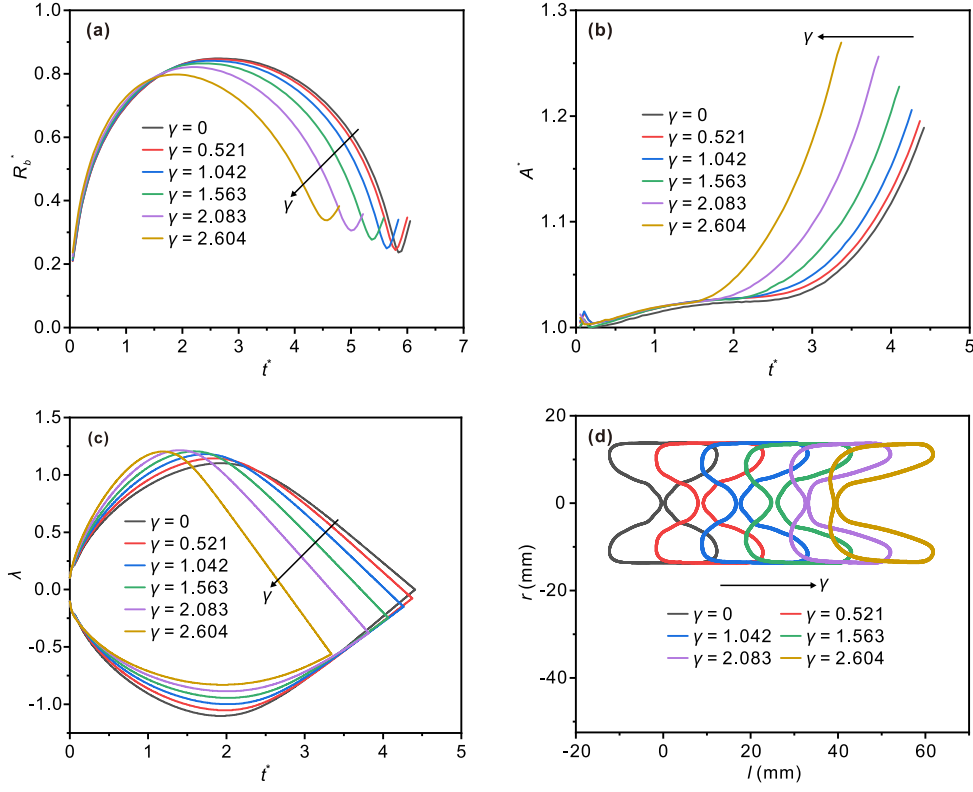 (a)
R_b^*
1.0
0.8
0.6
0.4
0.2
0.0
γ = 0
γ = 0.521
γ = 1.042
γ = 1.563
γ = 2.083
γ = 2.604
γ
0 1 2 3 4 5 6 7
t^*
(b)
A^*
1.3
1.2
1.1
1.0
γ
γ = 0
γ = 0.521
γ = 1.042
γ = 1.563
γ = 2.083
γ = 2.604
0 1 2 3 4 5
t^*
(c)
λ
1.5
1.0
0.5
0.0
-0.5
-1.0
γ = 0
γ = 0.521
γ = 1.042
γ = 1.563
γ = 2.083
γ = 2.604
γ
0 1 2 3 4 5
t^*
(d)
r (mm)
20
0
-20
-40
γ
γ = 0 γ = 0.521
γ = 1.042 γ = 1.563
γ = 2.083 γ = 2.604
-20 0 20 40 60
l (mm)